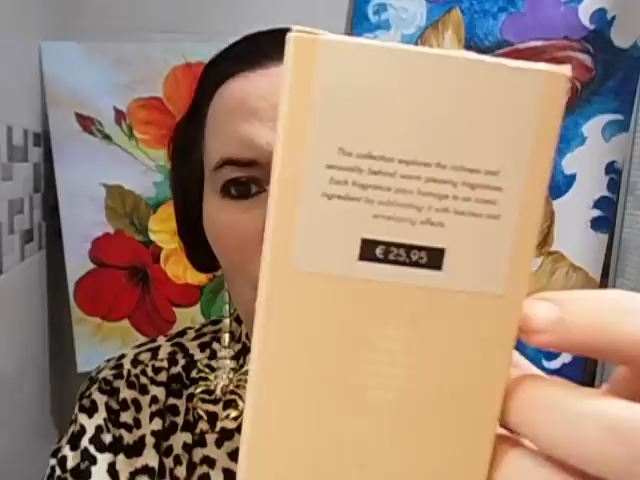 This collection explores the richness and
sensuality behind warm pleasing fragrances.
Each fragrance pays homage to an iconic
ingredient by sublimating it with luscious and
enveloping effects.
€ 25,95